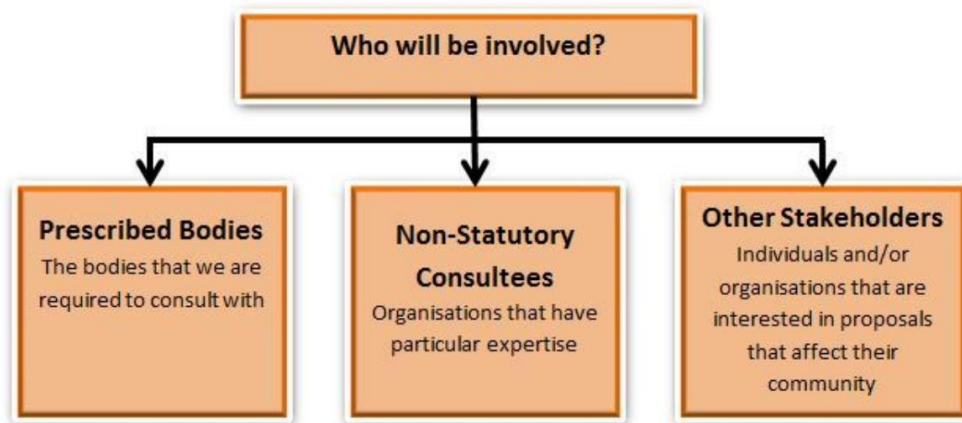 Who will be involved?
Prescribed Bodies
The bodies that we are
required to consult with
Non-Statutory
Consultees
Organisations that have
particular expertise
Other Stakeholders
Individuals and/or
organisations that are
interested in proposals
that affect their
community